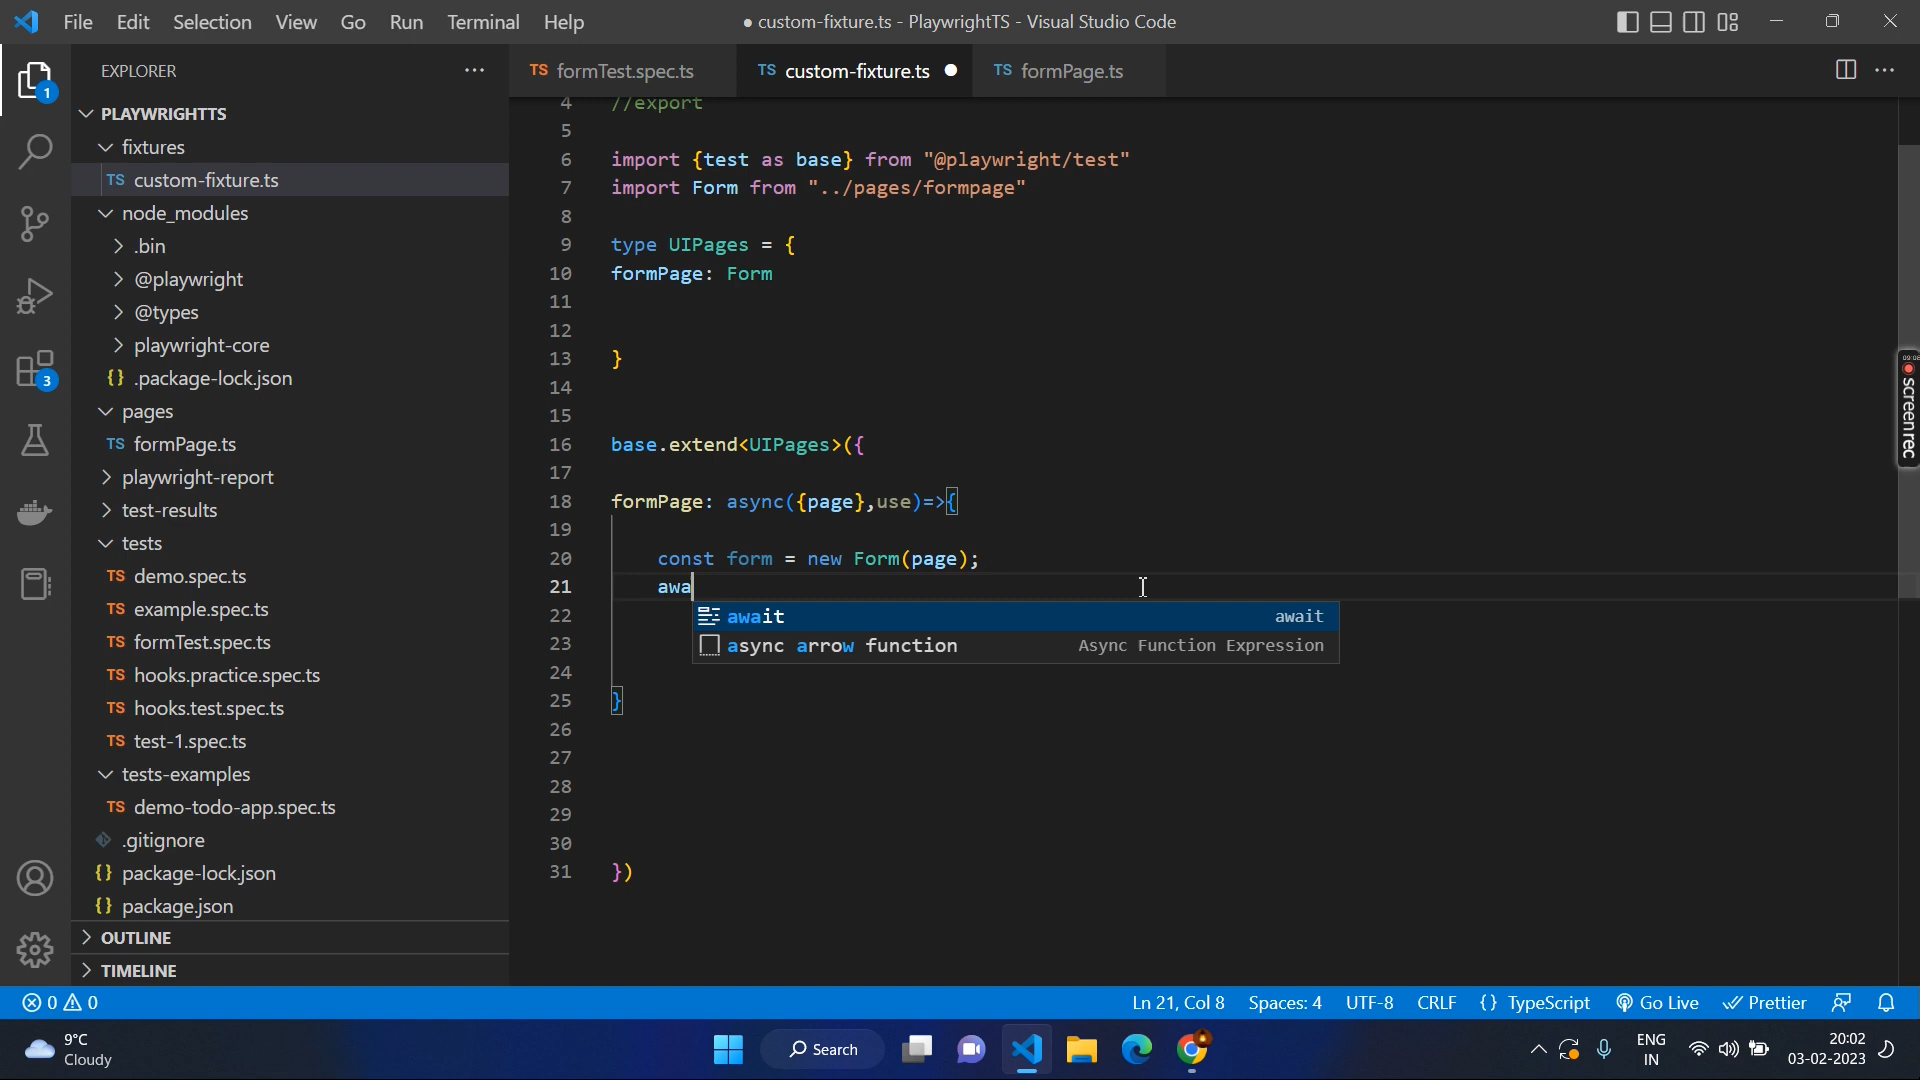 File Edit Selection View Go Run Terminal Help
● custom-fixture.ts - PlaywrightTS - Visual Studio Code
EXPLORER
PLAYWRIGHTTS
fixtures
TS custom-fixture.ts
node_modules
.bin
@playwright
@types
playwright-core
{} .package-lock.json
pages
TS formPage.ts
playwright-report
test-results
tests
TS demo.spec.ts
TS example.spec.ts
TS formTest.spec.ts
TS hooks.practice.spec.ts
TS hooks.test.spec.ts
TS test-1.spec.ts
tests-examples
TS demo-todo-app.spec.ts
.gitignore
{} package-lock.json
{} package.json
OUTLINE
TIMELINE
1
3
TS formTest.spec.ts TS custom-fixture.ts TS formPage.ts
4 //export
5
6 import {test as base} from "@playwright/test"
7 import Form from "../pages/formpage"
8
9 type UIPages = {
10 formPage: Form
11
12
13 }
14
15
16 base.extend<UIPages>({
17
18 formPage: async({page},use)=>{
19
20 const form = new Form(page);
21 awa
22 await await
23 async arrow function Async Function Expression
24
25 }
26
27
28
29
30
31 })
09:06
screenrec
0 0 Ln 21, Col 8 Spaces: 4 UTF-8 CRLF {} TypeScript Go Live Prettier
9°C
Cloudy
Search
ENG
IN
20:02
03-02-2023